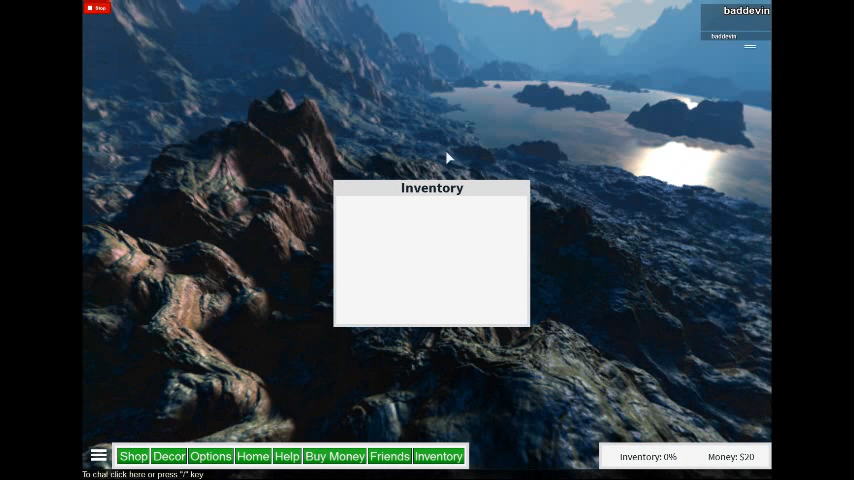 Stop
baddevin
baddevin
Inventory
Shop Decor Options Home Help Buy Money Friends Inventory
Inventory: 0% Money: $20
To chat click here or press "/" key